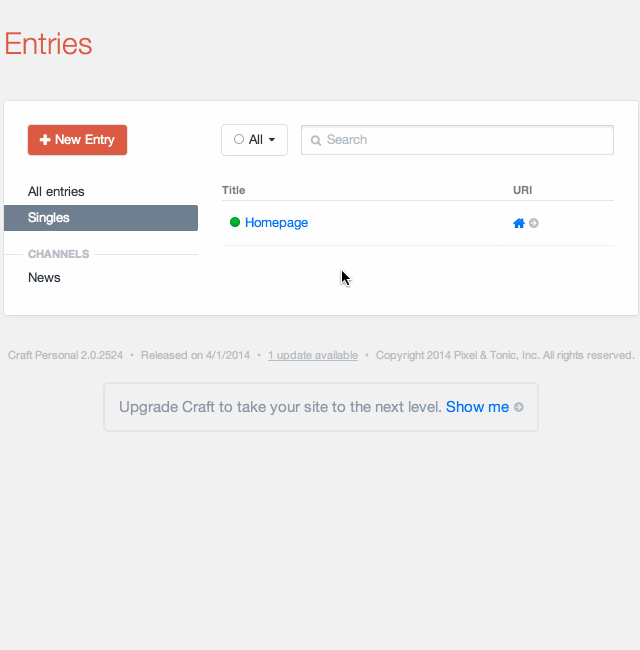 Entries
New Entry
All
Search
All entries
Singles
CHANNELS
News
Title URI
Homepage
Craft Personal 2.0.2524 • Released on 4/1/2014 • 1 update available • Copyright 2014 Pixel & Tonic, Inc. All rights reserved.
Upgrade Craft to take your site to the next level. Show me